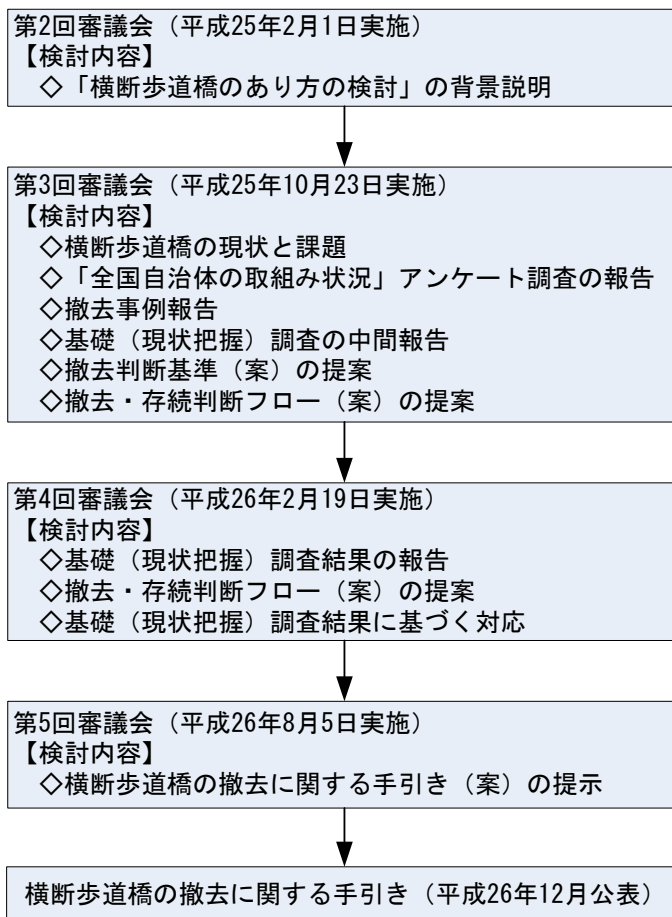 第2回審議会（平成25年2月1日実施）
【検討内容】
◇「横断歩道橋のあり方の検討」の背景説明
第3回審議会（平成25年10月23日実施）
【検討内容】
◇横断歩道橋の現状と課題
◇「全国自治体の取組み状況」アンケート調査の報告
◇撤去事例報告
◇基礎（現状把握）調査の中間報告
◇撤去判断基準（案）の提案
◇撤去・存続判断フロー（案）の提案
第4回審議会（平成26年2月19日実施）
【検討内容】
◇基礎（現状把握）調査結果の報告
◇撤去・存続判断フロー（案）の提案
◇基礎（現状把握）調査結果に基づく対応
第5回審議会（平成26年8月5日実施）
【検討内容】
◇横断歩道橋の撤去に関する手引き（案）の提示
横断歩道橋の撤去に関する手引き（平成26年12月公表）